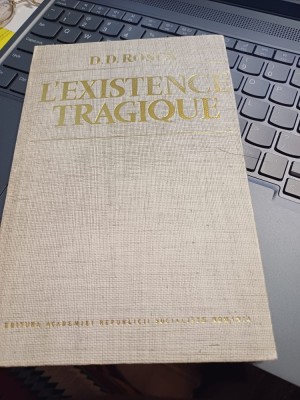 D. D. ROȘCA
L'EXISTENCE
TRAGIQUE
EDITURA ACADEMIEI REPUBLICII SOCIALISTE ROMÂNIA